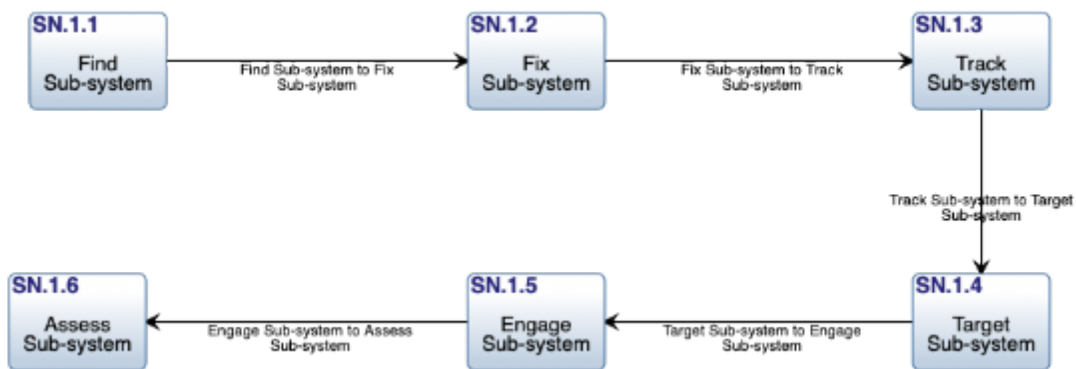 SN.1.1
Find
Sub-system
Find Sub-system to Fix
Sub-system
SN.1.2
Fix
Sub-system
Fix Sub-system to Track
Sub-system
SN.1.3
Track
Sub-system
Track Sub-system to Target
Sub-system
SN.1.4
Target
Sub-system
Target Sub-system to Engage
Sub-system
SN.1.5
Engage
Sub-system
Engage Sub-system to Assess
Sub-system
SN.1.6
Assess
Sub-system